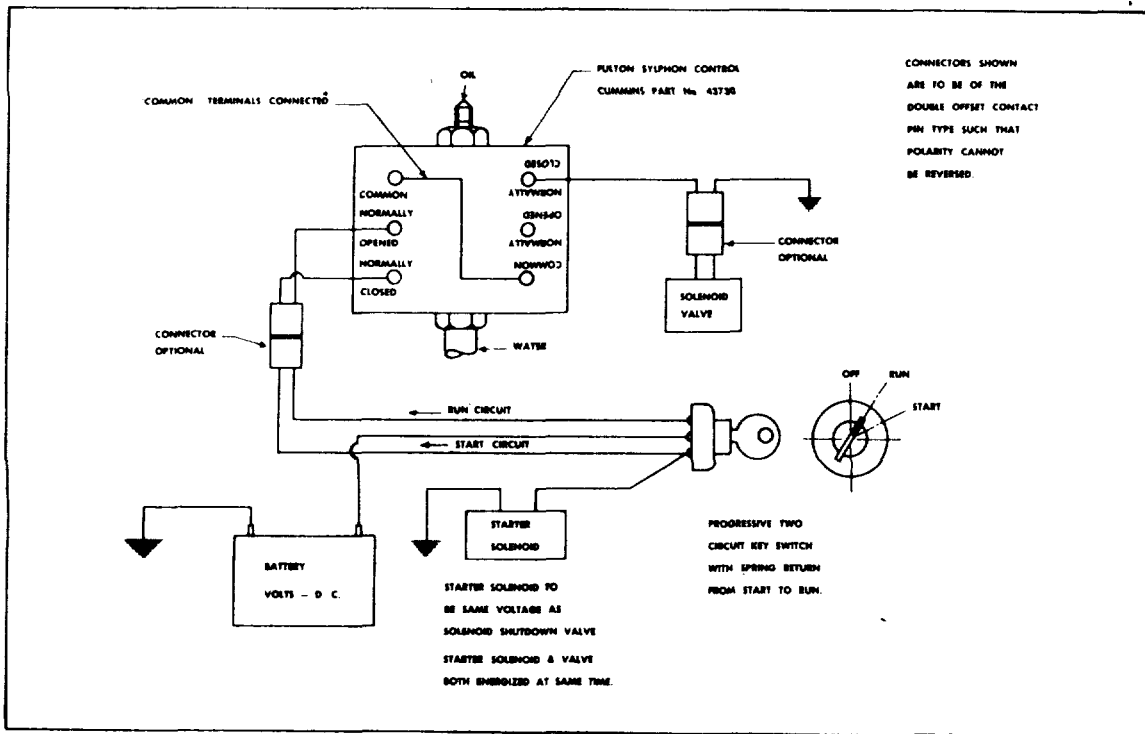 OIL
FULTON SYLPHON CONTROL
CUMMINS PART No. 43736
COMMON TERMINALS CONNECTED
CONNECTORS SHOWN
ARE TO BE OF THE
DOUBLE OFFSET CONTACT
PIN TYPE SUCH THAT
POLARITY CANNOT
BE REVERSED.
COMMON
NORMALLY
OPENED
NORMALLY
CLOSED
CLOSED
NORMALLY
OPENED
NORMALLY
COMMON
CONNECTOR
OPTIONAL
SOLENOID
VALVE
CONNECTOR
OPTIONAL
WATER
RUN CIRCUIT
START CIRCUIT
OFF
RUN
START
BATTERY
VOLTS - D C.
STARTER
SOLENOID
STARTER SOLENOID TO
BE SAME VOLTAGE AS
SOLENOID SHUTDOWN VALVE
STARTER SOLENOID & VALVE
BOTH ENERGIZED AT SAME TIME.
PROGRESSIVE TWO
CIRCUIT KEY SWITCH
WITH SPRING RETURN
FROM START TO RUN.